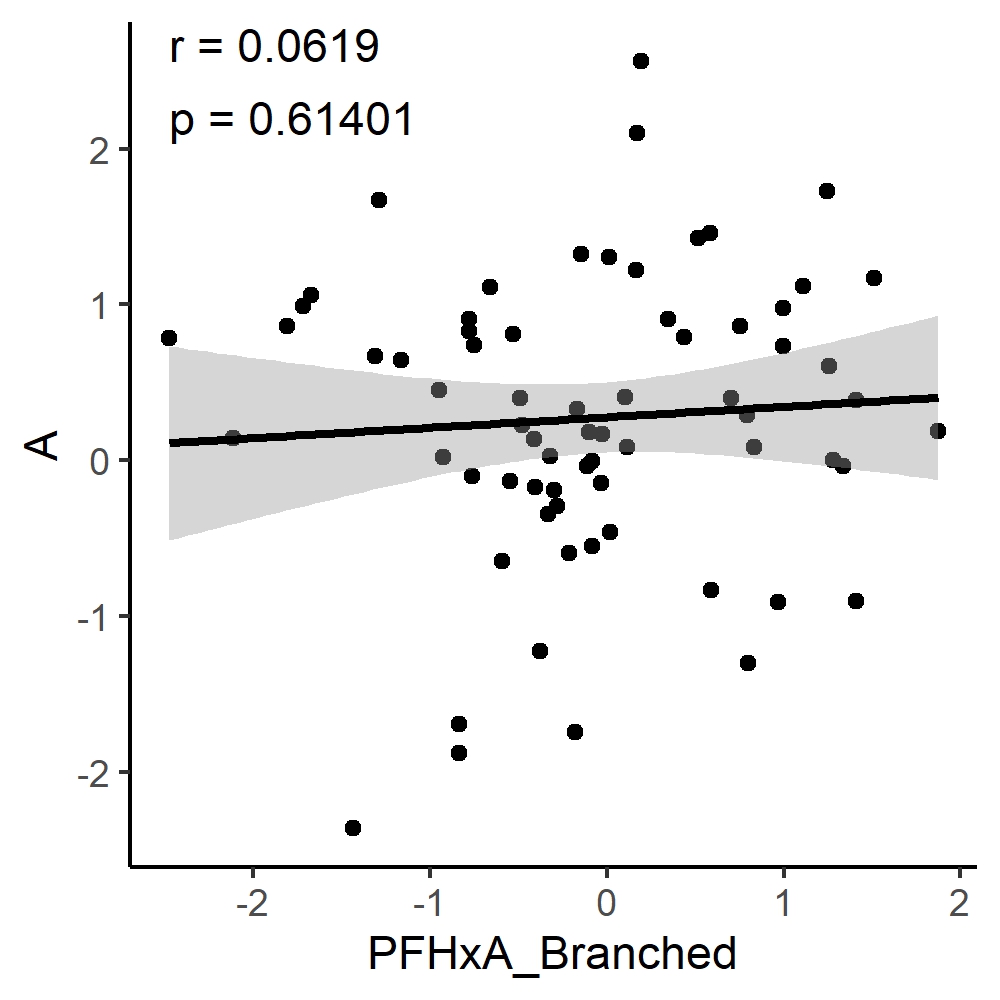 r = 0.0619
p = 0.61401
2
1
0
-1
-2
A
-2 -1 0 1 2
PFHxA_Branched